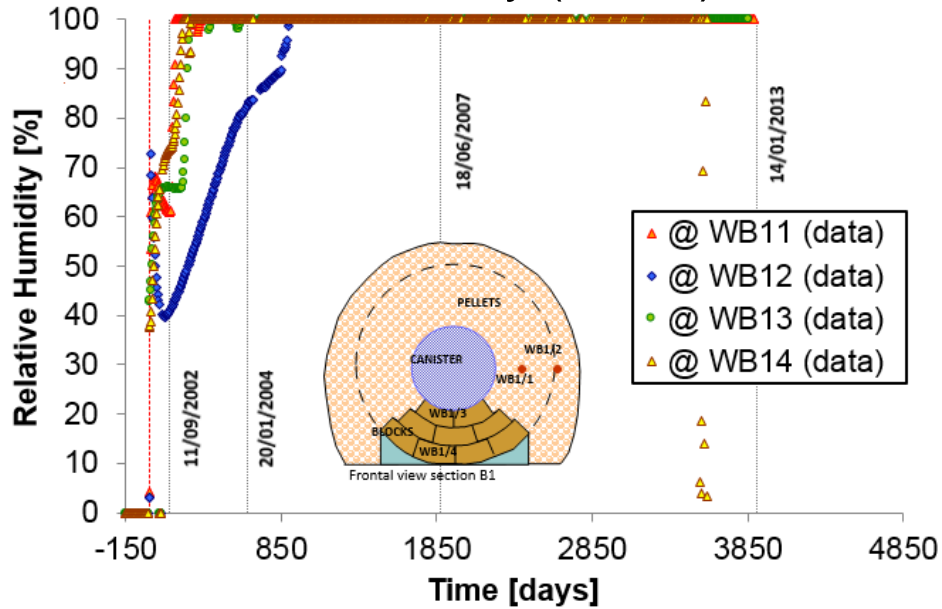 Relative Humidity [%]
100
90
80
70
60
50
40
30
20
10
0
11/09/2002
20/01/2004
18/06/2007
14/01/2013
@ WB11 (data)
@ WB12 (data)
@ WB13 (data)
@ WB14 (data)
PELLETS
CANISTER
WB1/2
WB1/1
WB1/3
BLOCKS
WB1/4
Frontal view section B1
-150
850
1850
2850
3850
4850
Time [days]